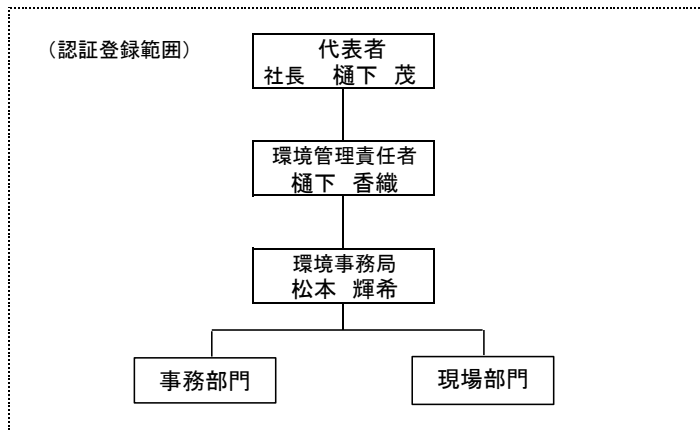 （認証登録範囲）
代表者
社長　樋下　茂
環境管理責任者
樋下　香織
環境事務局
松本　輝希
事務部門
現場部門